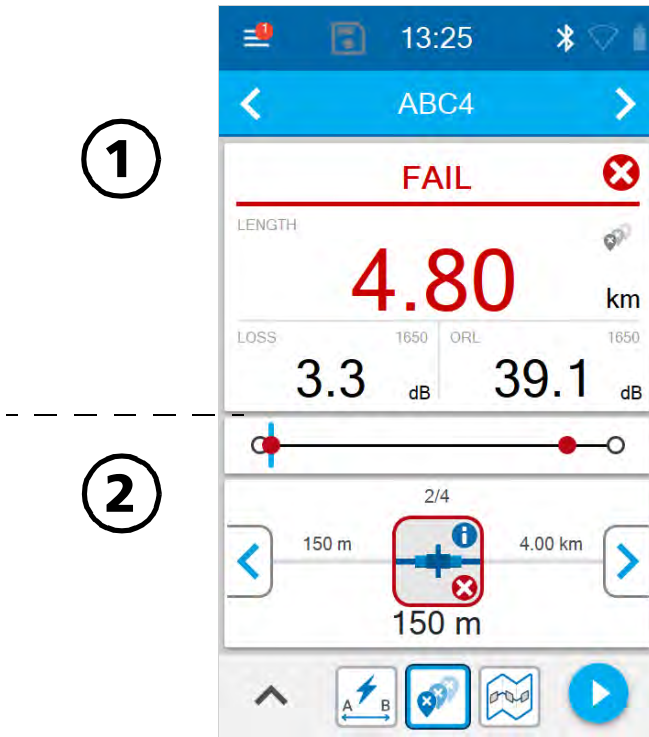 1
13:25
ABC4
1
FAIL
LENGTH
4.80 km
LOSS 1650 ORL 1650
3.3 dB 39.1 dB
2
2/4
150 m 4.00 km
i
150 m
A B